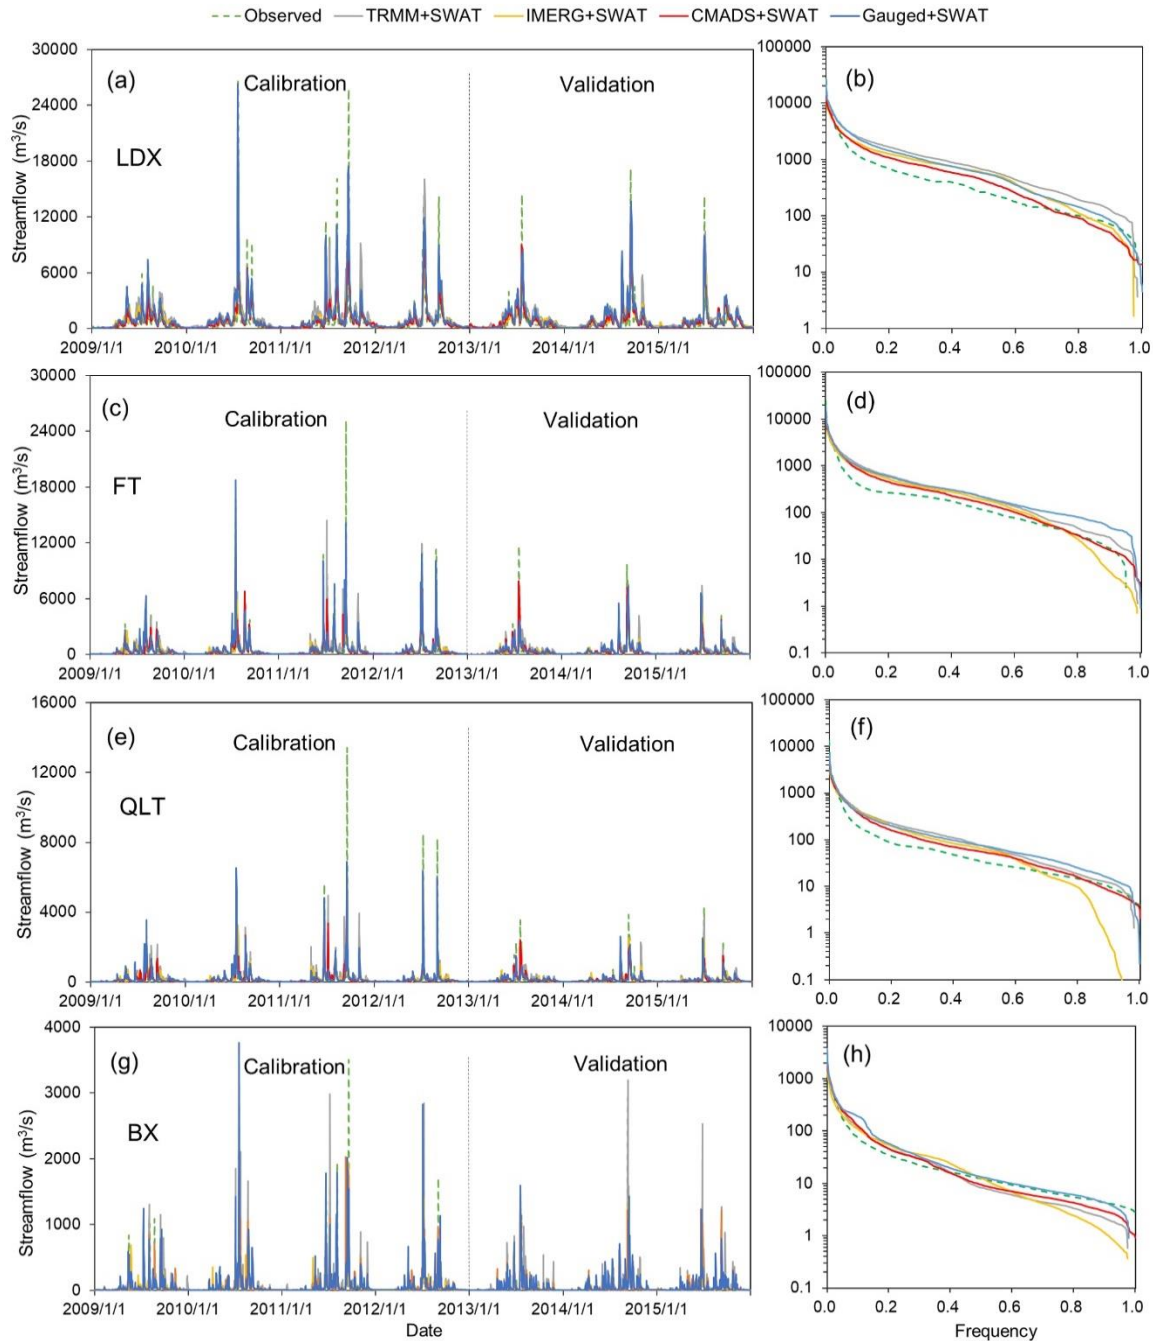 Observed TRMM+SWAT IMERG+SWAT CMADS+SWAT Gauged+SWAT
(a) Calibration Validation
LDX
Streamflow (m³/s)
30000
24000
18000
12000
6000
0
2009/1/1 2010/1/1 2011/1/1 2012/1/1 2013/1/1 2014/1/1 2015/1/1
(b)
100000
10000
1000
100
10
1
0.0 0.2 0.4 0.6 0.8 1.0
(c) Calibration Validation
FT
Streamflow (m³/s)
30000
24000
18000
12000
6000
0
2009/1/1 2010/1/1 2011/1/1 2012/1/1 2013/1/1 2014/1/1 2015/1/1
(d)
100000
10000
1000
100
10
1
0.1
0.0 0.2 0.4 0.6 0.8 1.0
(e) Calibration Validation
QLT
Streamflow (m³/s)
16000
12000
8000
4000
0
2009/1/1 2010/1/1 2011/1/1 2012/1/1 2013/1/1 2014/1/1 2015/1/1
(f)
100000
10000
1000
100
10
1
0.1
0.0 0.2 0.4 0.6 0.8 1.0
(g) Calibration Validation
BX
Streamflow (m³/s)
4000
3000
2000
1000
0
2009/1/1 2010/1/1 2011/1/1 2012/1/1 2013/1/1 2014/1/1 2015/1/1
Date
(h)
10000
1000
100
10
1
0.1
0.0 0.2 0.4 0.6 0.8 1.0
Frequency